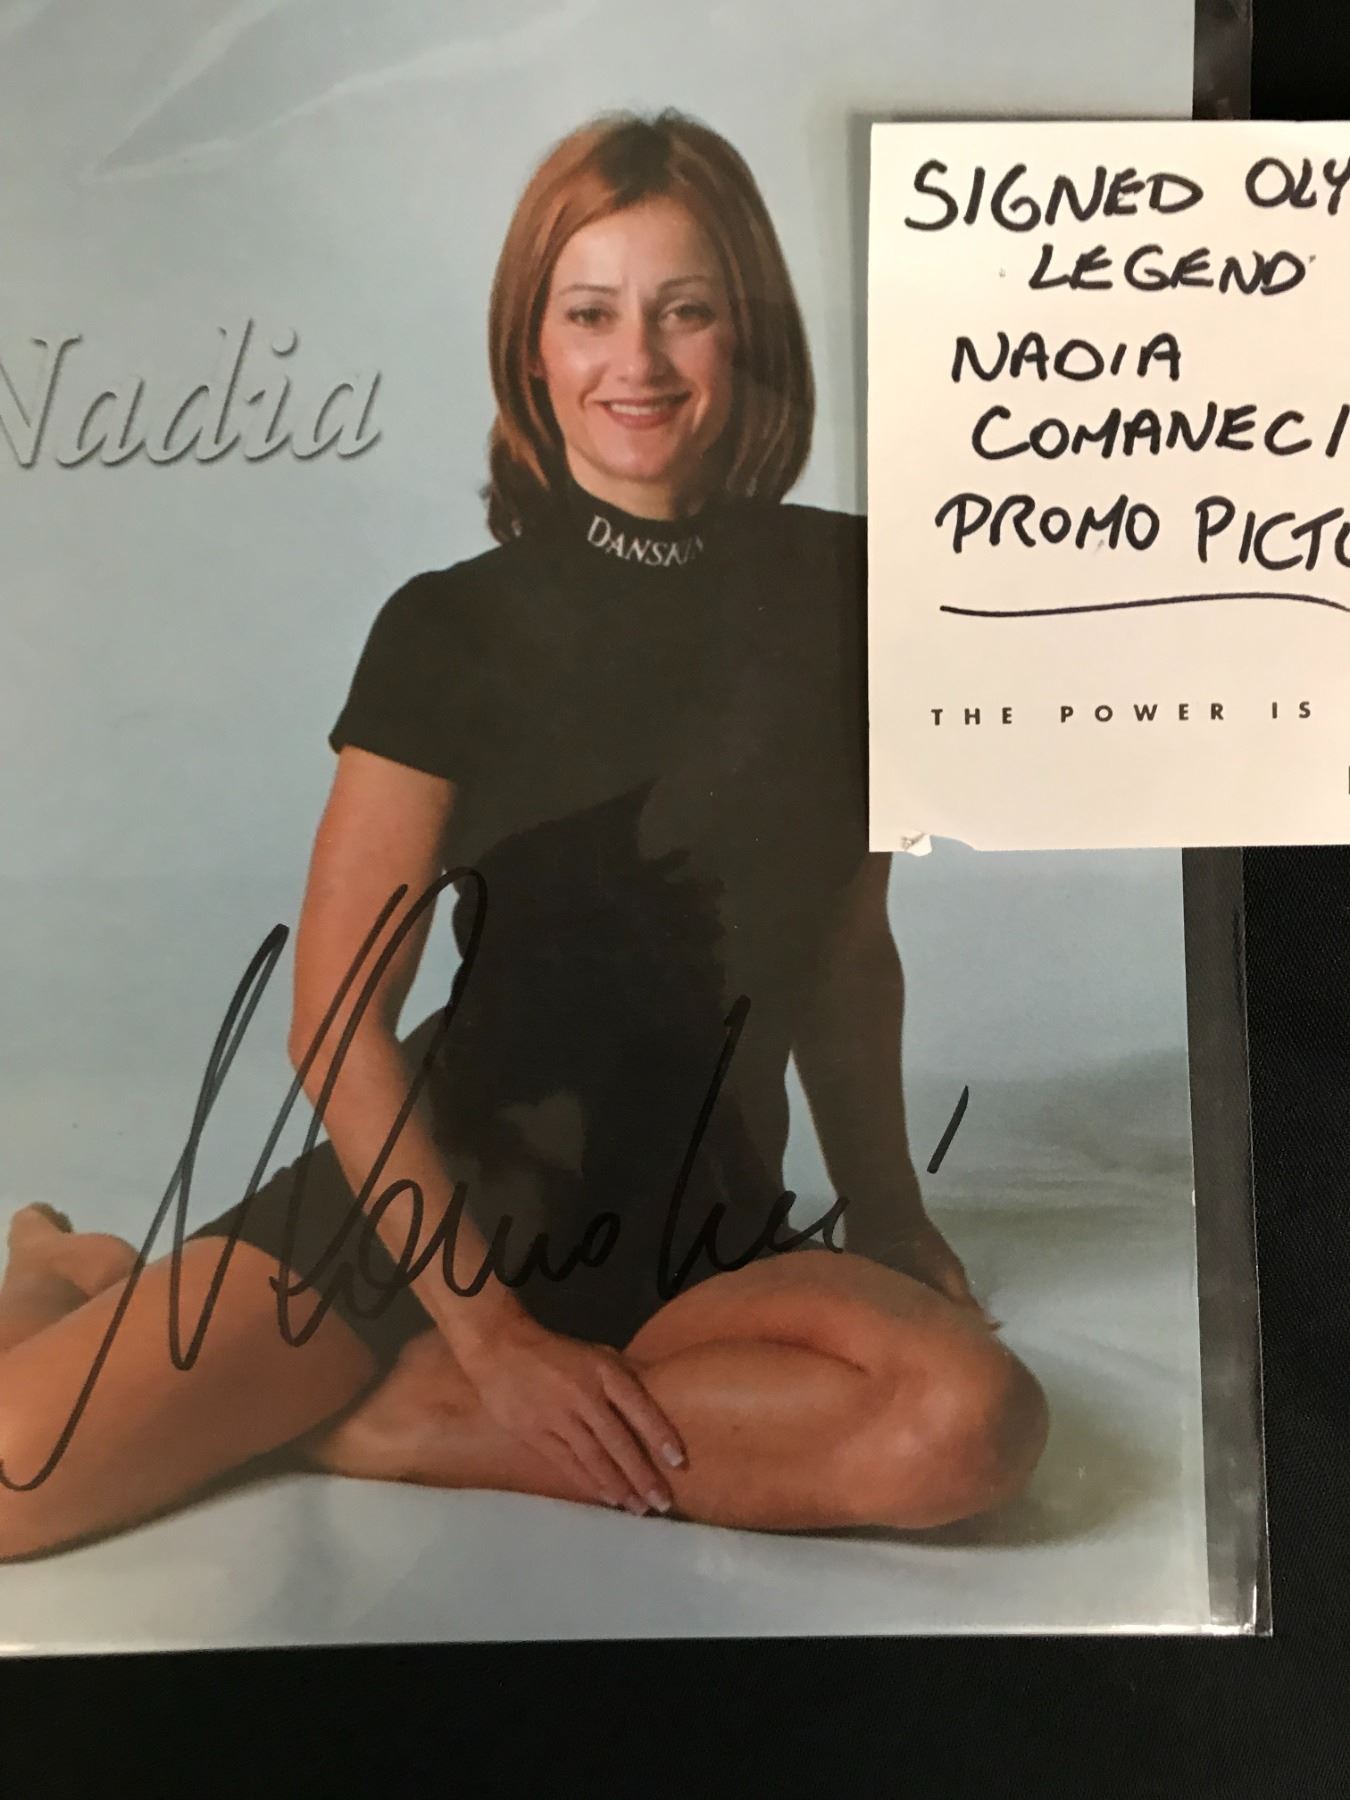 SIGNED OLY
LEGEND
NADIA
COMANECI
PROMO PICTU
THE POWER IS
Nadia
DANSKIN